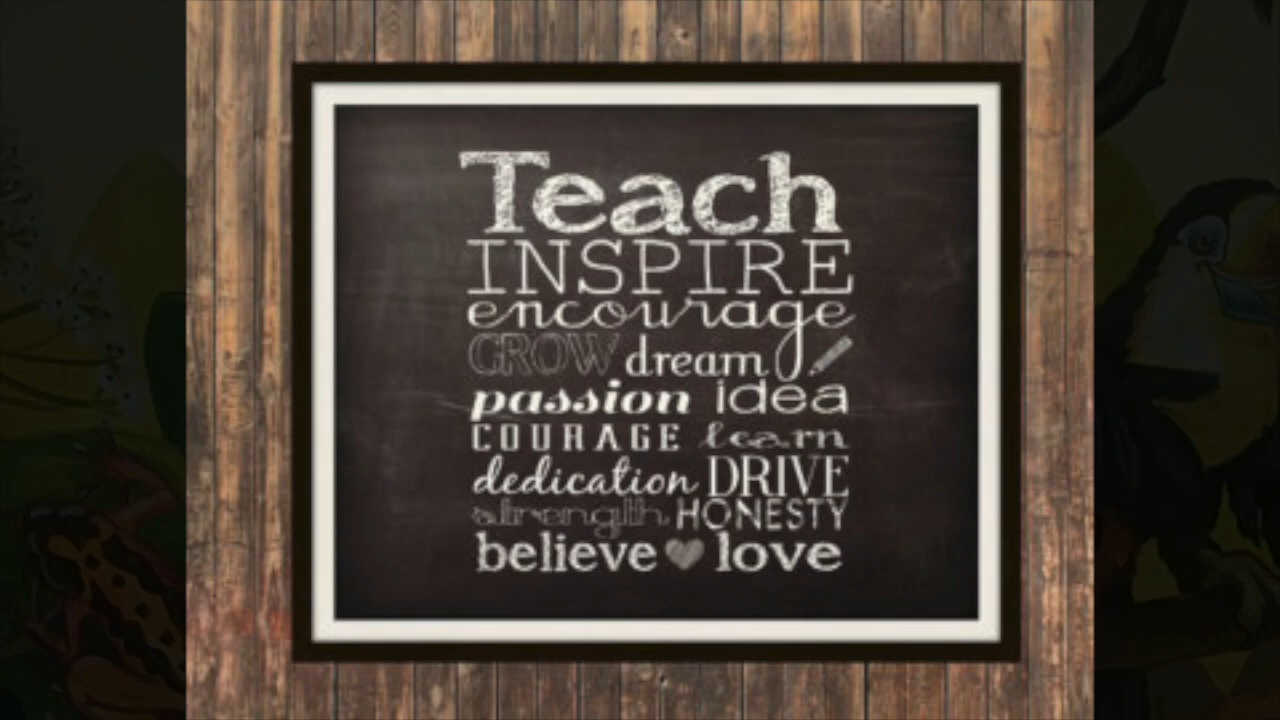 Teach
INSPIRE
encourage
GROW dream
passion idea
COURAGE learn
dedication DRIVE
strength HONESTY
believe love